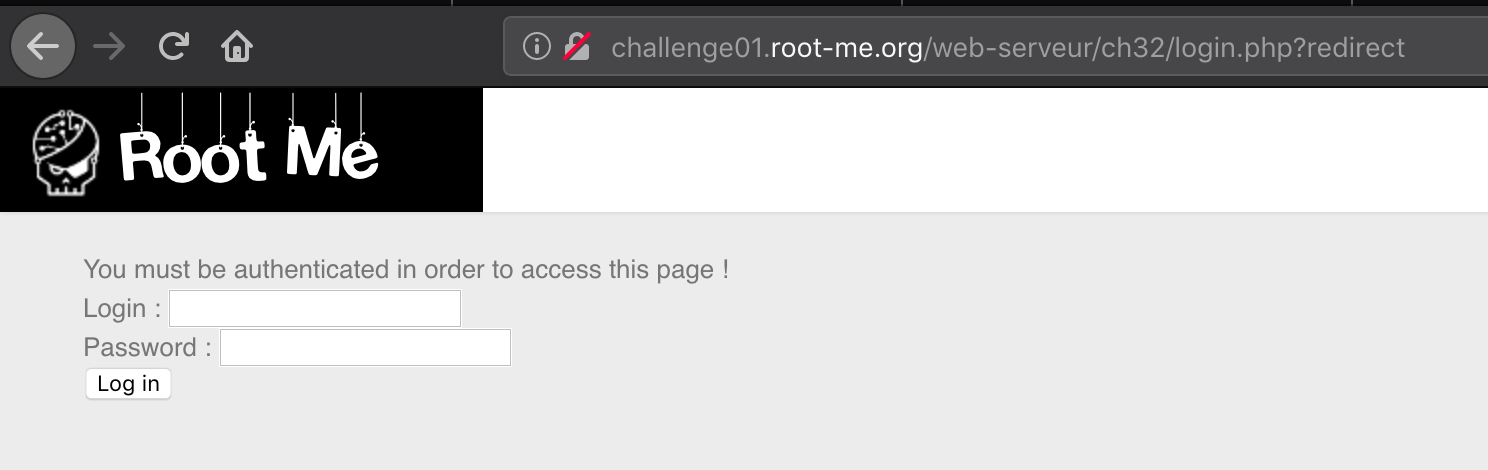 challenge01.root-me.org/web-serveur/ch32/login.php?redirect
Root Me
You must be authenticated in order to access this page !
Login :
Password :
Log in